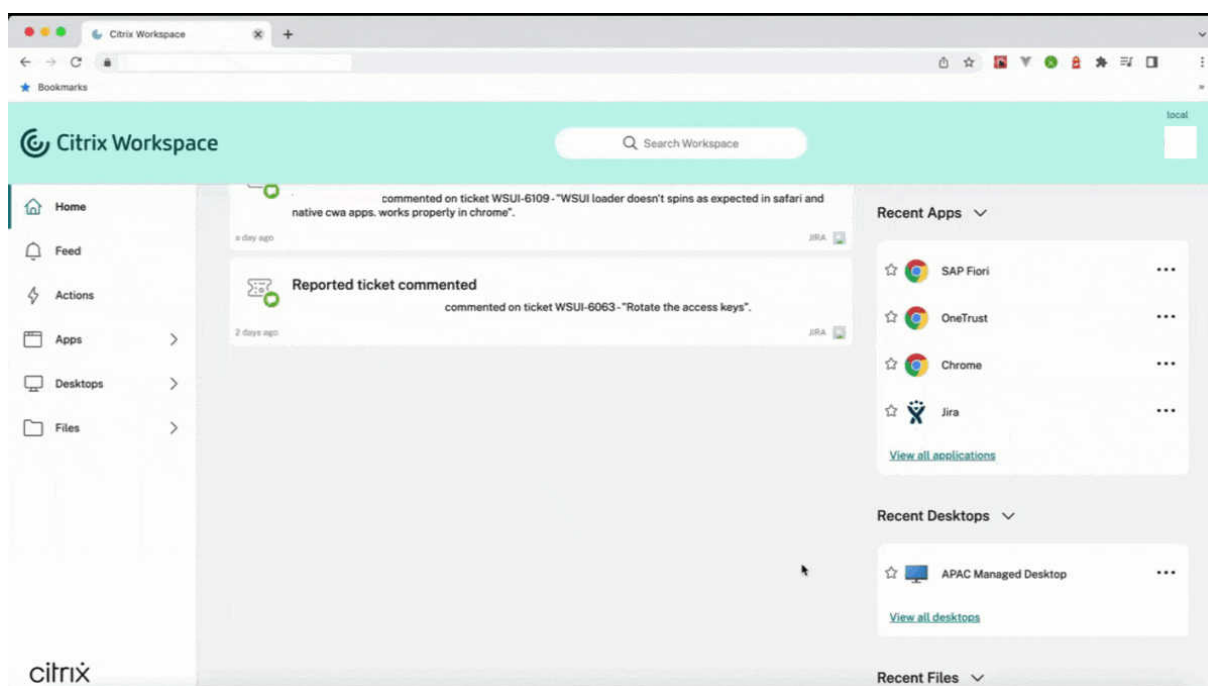 Citrix Workspace
Bookmarks
local
Citrix Workspace
Search Workspace
Home
Feed
Actions
Apps
Desktops
Files
citrix
commented on ticket WSUI-6109-"WSUI loader doesn't spins as expected in safari and
native cwa apps. works properly in chrome".
a day ago
JIRA
Reported ticket commented
commented on ticket WSUI-6063-"Rotate the access keys".
2 days ago
JIRA
Recent Apps
SAP Fiori
OneTrust
Chrome
Jira
View all applications
Recent Desktops
APAC Managed Desktop
View all desktops
Recent Files